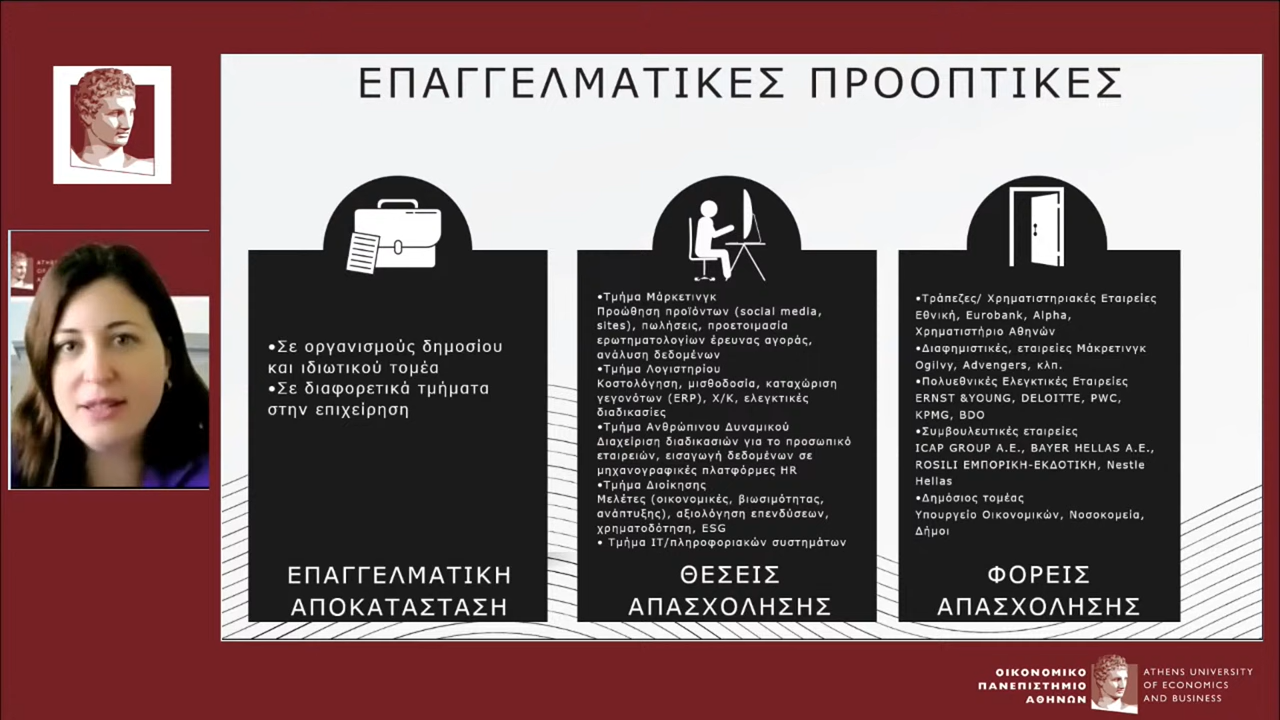 ΕΠΑΓΓΕΛΜΑΤΙΚΕΣ ΠΡΟΟΠΤΙΚΕΣ
•Σε οργανισμούς δημοσίου
και ιδιωτικού τομέα
•Σε διαφορετικά τμήματα
στην επιχείρηση
ΕΠΑΓΓΕΛΜΑΤΙΚΗ
ΑΠΟΚΑΤΑΣΤΑΣΗ
•Τμήμα Μάρκετινγκ
Προώθηση προϊόντων (social media,
sites), πωλήσεις, προετοιμασία
ερωτηματολογίων έρευνας αγοράς,
ανάλυση δεδομένων
•Τμήμα Λογιστηρίου
Κοστολόγηση, μισθοδοσία, καταχώριση
γεγονότων (ERP), Χ/Κ, ελεγκτικές
διαδικασίες
•Τμήμα Ανθρώπινου Δυναμικού
Διαχείριση διαδικασιών για το προσωπικό
εταιρειών, εισαγωγή δεδομένων σε
μηχανογραφικές πλατφόρμες HR
•Τμήμα Διοίκησης
Μελέτες (οικονομικές, βιωσιμότητας,
ανάπτυξης), αξιολόγηση επενδύσεων,
χρηματοδότηση, ESG
• Τμήμα ΙΤ/πληροφοριακών συστημάτων
ΘΕΣΕΙΣ
ΑΠΑΣΧΟΛΗΣΗΣ
•Τράπεζες/ Χρηματιστηριακές Εταιρείες
Εθνική, Eurobank, Alpha,
Χρηματιστήριο Αθηνών
•Διαφημιστικές, εταιρείες Μάκρετινγκ
Ogilvy, Advengers, κλπ.
•Πολυεθνικές Ελεγκτικές Εταιρείες
ERNST &YOUNG, DELOITTE, PWC,
KPMG, BDO
•Συμβουλευτικές εταιρείες
ICAP GROUP A.E., BAYER HELLAS A.E.,
ROSILI ΕΜΠΟΡΙΚΗ-ΕΚΔΟΤΙΚΗ, Nestle
Hellas
•Δημόσιος τομέας
Υπουργείο Οικονομικών, Νοσοκομεία,
Δήμοι
ΦΟΡΕΙΣ
ΑΠΑΣΧΟΛΗΣΗΣ
ΟΙΚΟΝΟΜΙΚΟ
ΠΑΝΕΠΙΣΤΗΜΙΟ
ΑΘΗΝΩΝ
ATHENS UNIVERSITY
OF ECONOMICS
AND BUSINESS